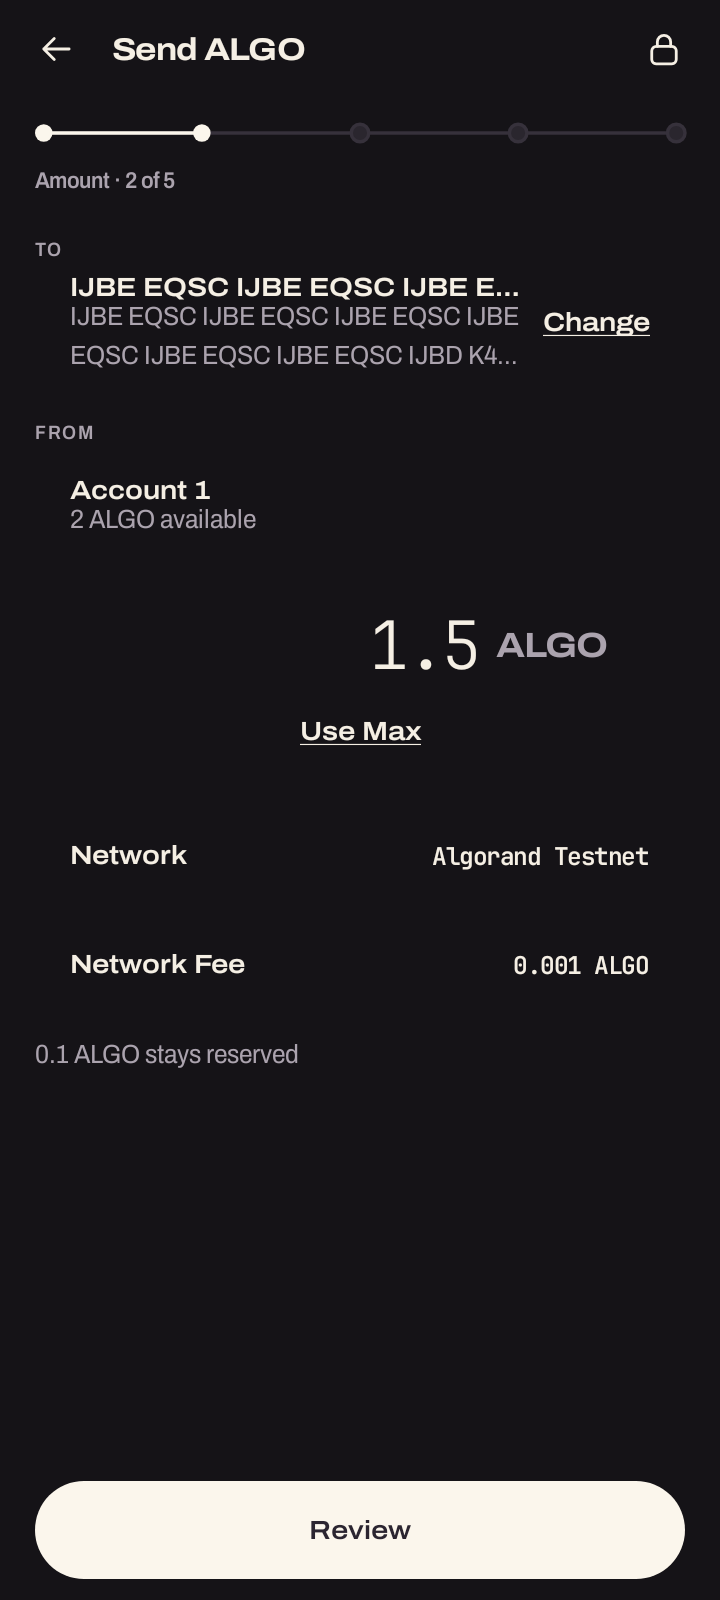 Send ALGO
Amount · 2 of 5
TO
IJBE EQSC IJBE EQSC IJBE E...
IJBE EQSC IJBE EQSC IJBE EQSC IJBE
EQSC IJBE EQSC IJBE EQSC IJBD K4...
Change
FROM
Account 1
2 ALGO available
1.5 ALGO
Use Max
Network Algorand Testnet
Network Fee 0.001 ALGO
0.1 ALGO stays reserved
Review